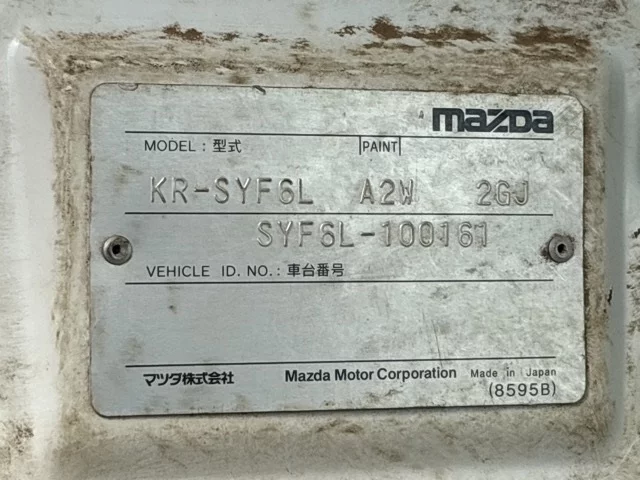 mazda
MODEL : 型式 PAINT
KR-SYF6L A2W 2GJ
SYF6L-100161
VEHICLE ID. NO. : 車台番号
マツダ株式会社 Mazda Motor Corporation Made in Japan
(8595B)